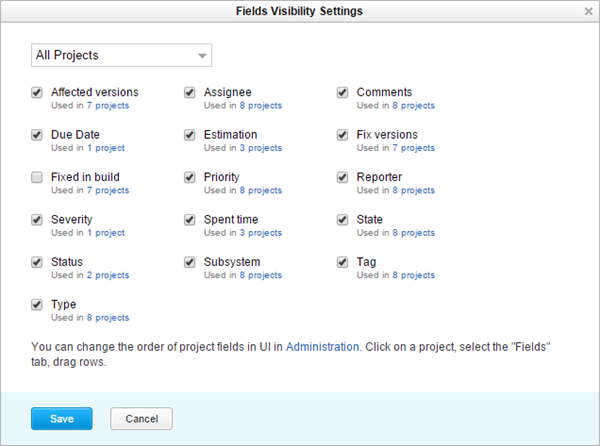 Fields Visibility Settings
All Projects
Affected versions
Used in 7 projects
Assignee
Used in 8 projects
Comments
Used in 8 projects
Due Date
Used in 1 project
Estimation
Used in 3 projects
Fix versions
Used in 7 projects
Fixed in build
Used in 7 projects
Priority
Used in 8 projects
Reporter
Used in 8 projects
Severity
Used in 1 project
Spent time
Used in 3 projects
State
Used in 8 projects
Status
Used in 2 projects
Subsystem
Used in 8 projects
Tag
Used in 8 projects
Type
Used in 8 projects
You can change the order of project fields in UI in Administration. Click on a project, select the "Fields"
tab, drag rows.
Save
Cancel